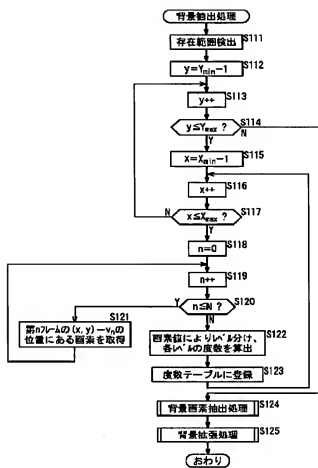 背景抽出処理
存在範囲検出 S111
y=Ymin-1 S112
y++ S113
y≤Ymax ? S114
N
Y
x=Xmin-1 S115
x++ S116
x≤Xmax ? S117
N
Y
n=0 S118
n++ S119
n≤N ? S120
Y
N
S121
第nフレームの(x, y)-vnの
位置にある画素を取得
画素値によりレベル分け、
各レベルの度数を算出 S122
度数テーブルに登録 S123
背景画素抽出処理 S124
背景拡張処理 S125
おわり